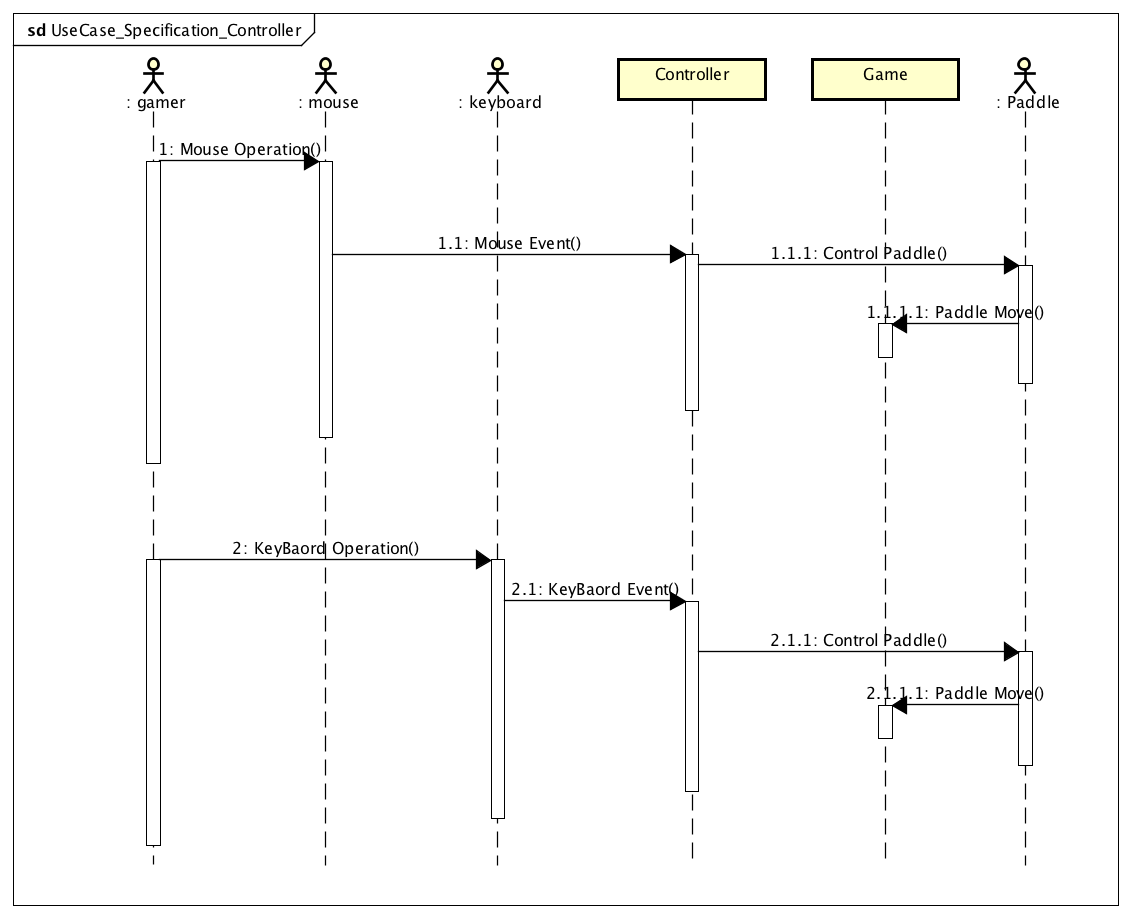 sd UseCase_Specification_Controller
: gamer
: mouse
: keyboard
Controller
Game
: Paddle
1: Mouse Operation()
1.1: Mouse Event()
1.1.1: Control Paddle()
1.1.1.1: Paddle Move()
2: KeyBaord Operation()
2.1: KeyBaord Event()
2.1.1: Control Paddle()
2.1.1.1: Paddle Move()